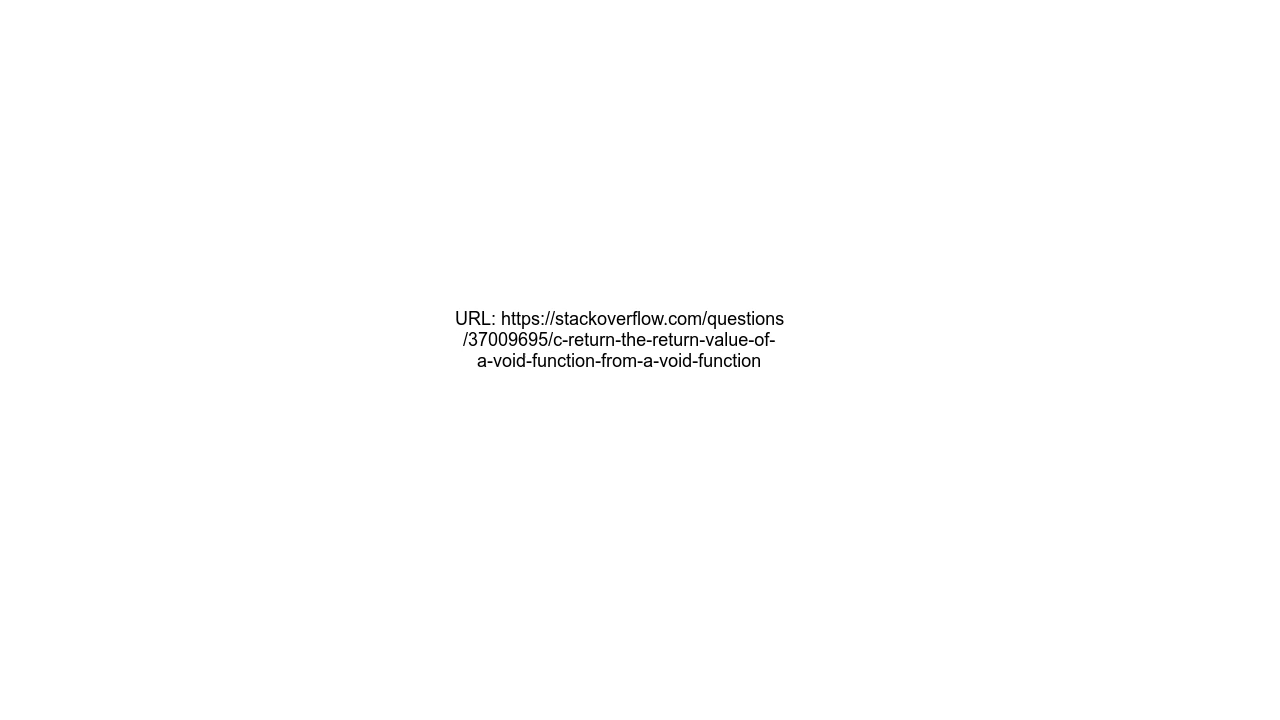 URL: https://stackoverflow.com/questions
/37009695/c-return-the-return-value-of-
a-void-function-from-a-void-function